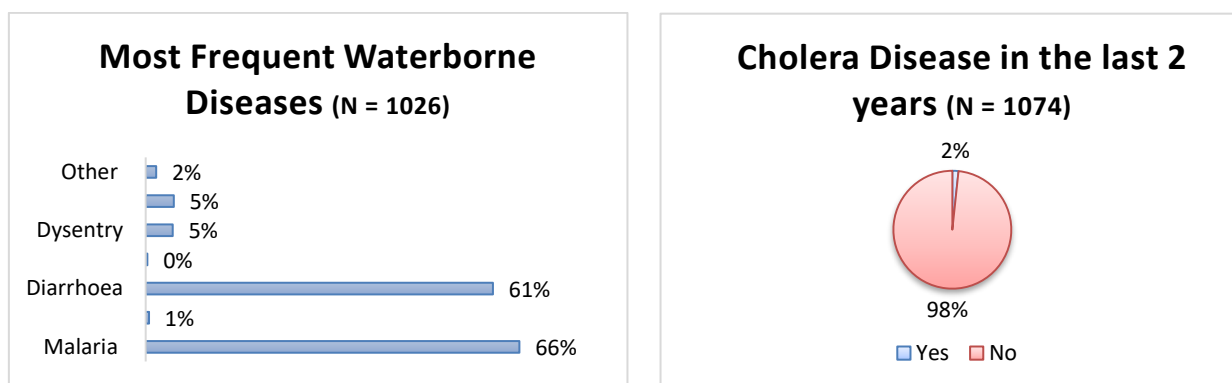 Most Frequent Waterborne
Diseases (N = 1026)
Other 2%
5%
Dysentry 5%
0%
Diarrhoea 61%
1%
Malaria 66%
Cholera Disease in the last 2
years (N = 1074)
2%
98%
Yes No